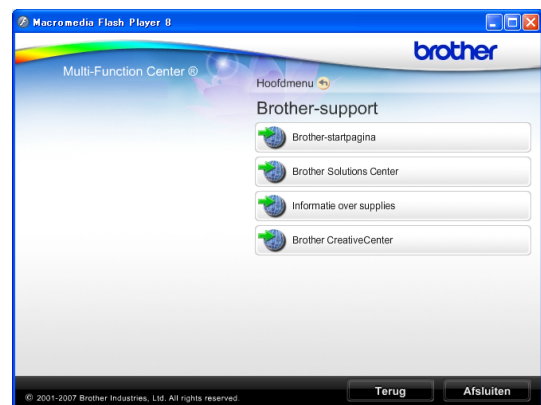 Macromedia Flash Player 8
brother
Multi-Function Center ®
Hoofdmenu
Brother-support
Brother-startpagina
Brother Solutions Center
Informatie over supplies
Brother CreativeCenter
Terug
Afsluiten
© 2001-2007 Brother Industries, Ltd. All rights reserved.